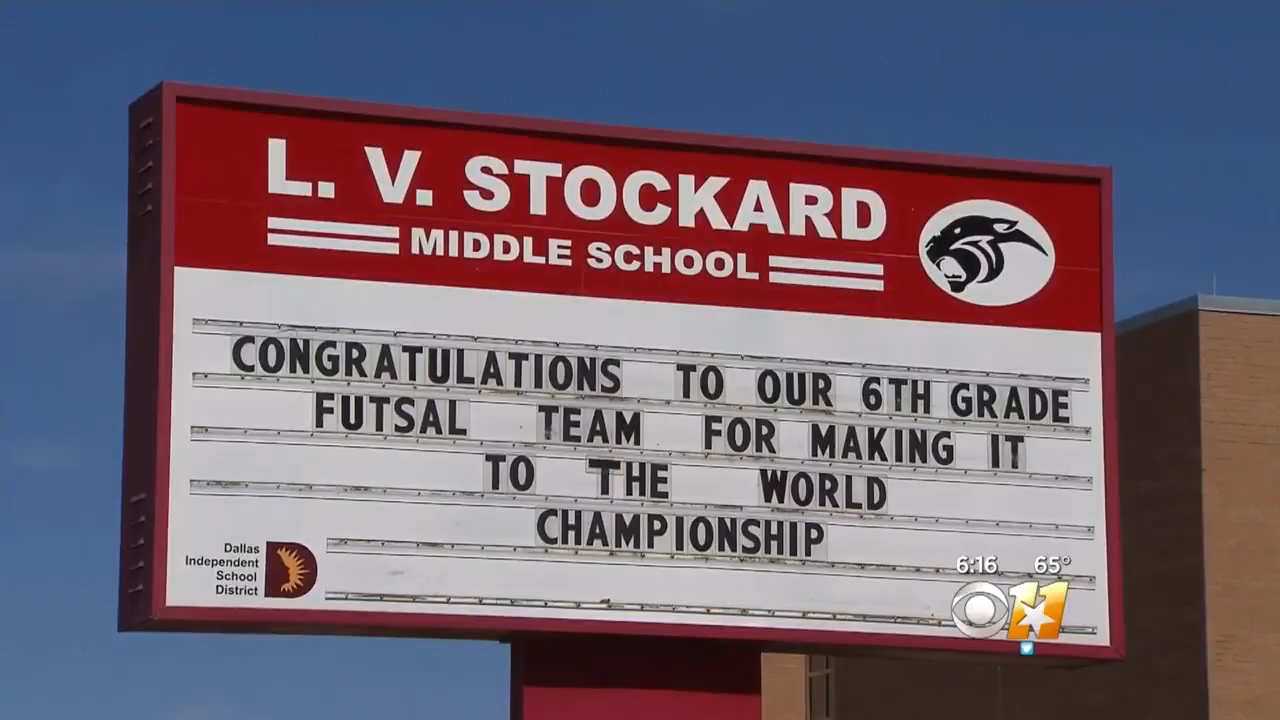 L. V. STOCKARD
MIDDLE SCHOOL
CONGRATULATIONS TO OUR 6TH GRADE
FUTSAL TEAM FOR MAKING IT
TO THE WORLD
CHAMPIONSHIP
Dallas
Independent
School
District
6:16 65°
11